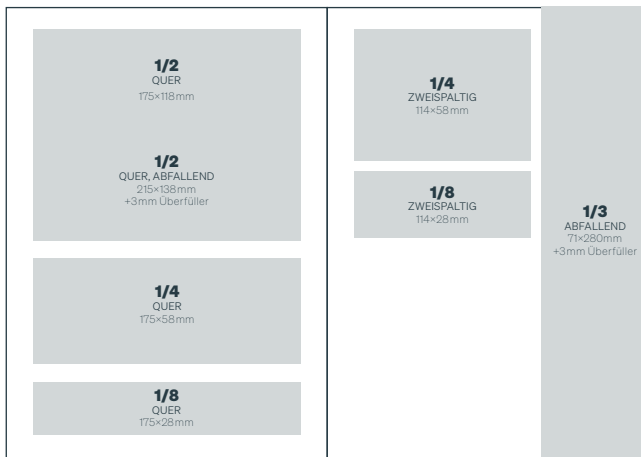 1/2
QUER
175×118mm
1/2
QUER, ABFALLEND
215×138mm
+3mm Überfüller
1/4
QUER
175×58mm
1/8
QUER
175×28mm
1/4
ZWEISPALTIG
114×58mm
1/8
ZWEISPALTIG
114×28mm
1/3
ABFALLEND
71×280mm
+3mm Überfüller